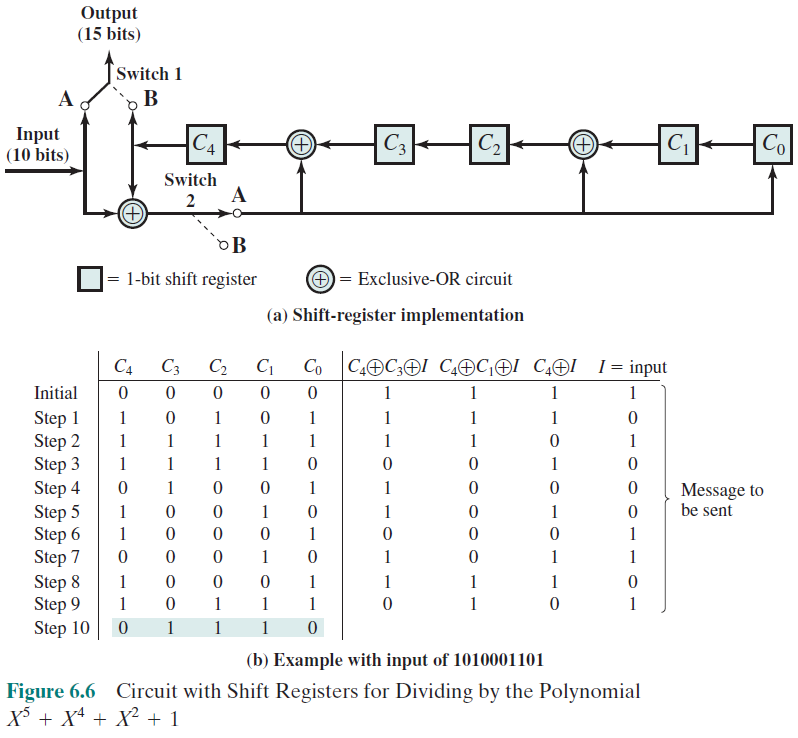 Output
(15 bits)
Switch 1
A
B
Input
(10 bits)
C4
C3
C2
C1
C0
Switch
2
A
B
= 1-bit shift register
= Exclusive-OR circuit
(a) Shift-register implementation
C4 C3 C2 C1 C0 C4⊕C3⊕I C4⊕C1⊕I C4⊕I I = input
Initial 0 0 0 0 0 1 1 1 1
Step 1 1 0 1 0 1 1 1 1 0
Step 2 1 1 1 1 1 1 1 0 1
Step 3 1 1 1 1 0 0 0 1 0
Step 4 0 1 0 0 1 1 0 0 0
Step 5 1 0 0 1 0 1 0 1 0
Step 6 1 0 0 0 1 0 0 0 1
Step 7 0 0 0 1 0 1 0 1 1
Step 8 1 0 0 0 1 1 1 1 0
Step 9 1 0 1 1 1 0 1 0 1
Step 10 0 1 1 1 0
Message to
be sent
(b) Example with input of 1010001101
Figure 6.6 Circuit with Shift Registers for Dividing by the Polynomial
X⁵ + X⁴ + X² + 1